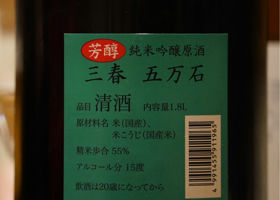 芳醇 純米吟醸原酒
三春 五万石
品目 清酒 内容量1.8L
原材料名 米(国産)、
米こうじ(国産米)
精米歩合 55%
アルコール分 15度
飲酒は20歳になってから
4991455911965